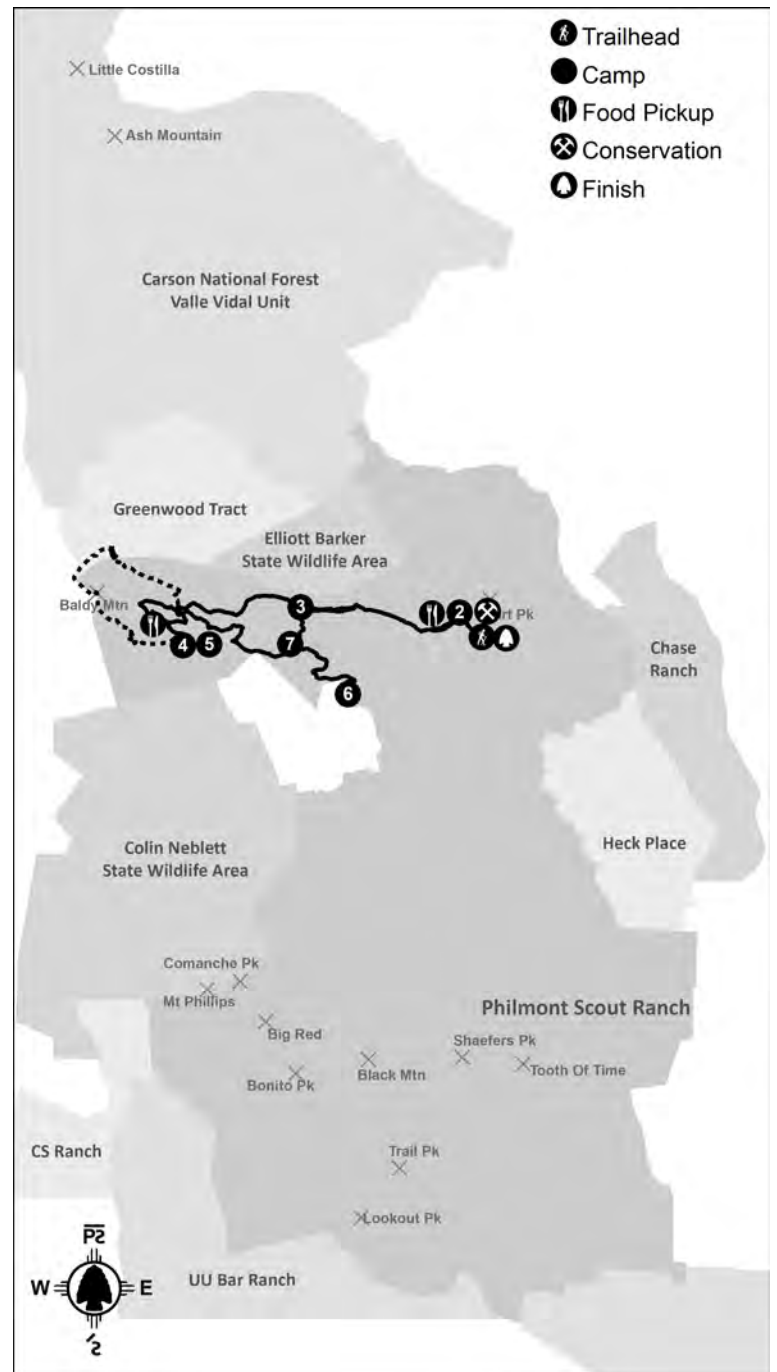 Trailhead
Camp
Food Pickup
Conservation
Finish
Little Costilla
Ash Mountain
Carson National Forest
Valle Vidal Unit
Greenwood Tract
Elliott Barker
State Wildlife Area
Baldy Mtn
3
2
rt Pk
4
5
7
6
Chase
Ranch
Heck Place
Colin Neblett
State Wildlife Area
Comanche Pk
Mt Phillips
Big Red
Bonito Pk
Philmont Scout Ranch
Shaefers Pk
Black Mtn
Tooth Of Time
CS Ranch
Trail Pk
Lookout Pk
UU Bar Ranch
W
E